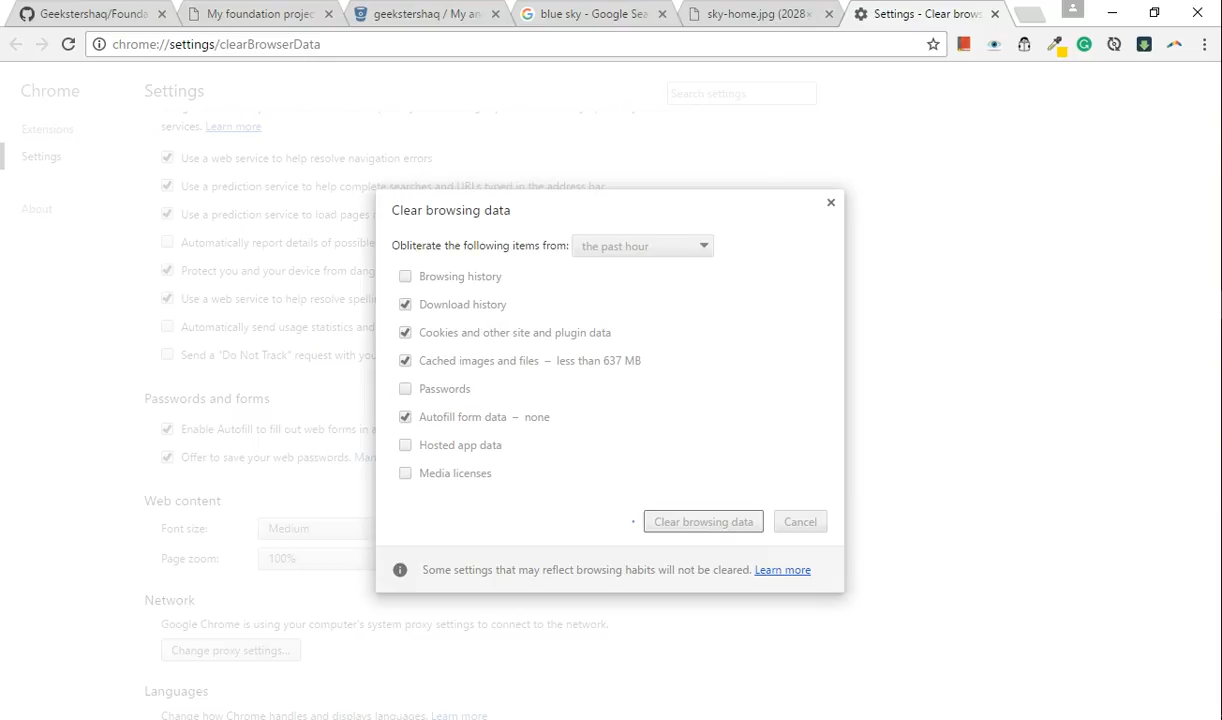 Geekstershaq/Founda
My foundation projec
geekstershaq / My an
blue sky - Google Sea
sky-home.jpg (2028×
Settings - Clear brows
chrome://settings/clearBrowserData
Chrome
Settings
Search settings
Extensions
services. Learn more
Settings
Use a web service to help resolve navigation errors
Use a prediction service to help complete searches and URLs typed in the address bar
About
Use a prediction service to load pages
Clear browsing data
Automatically report details of possible
Obliterate the following items from: the past hour
Protect you and your device from dang
Browsing history
Use a web service to help resolve spelli
Download history
Automatically send usage statistics and
Cookies and other site and plugin data
Send a "Do Not Track" request with you
Cached images and files – less than 637 MB
Passwords
Passwords and forms
Autofill form data – none
Enable Autofill to fill out web forms in a
Hosted app data
Offer to save your web passwords. Man
Media licenses
Web content
Font size: Medium
Clear browsing data
Cancel
Page zoom: 100%
Some settings that may reflect browsing habits will not be cleared. Learn more
Network
Google Chrome is using your computer's system proxy settings to connect to the network.
Change proxy settings...
Languages
Change how Chrome handles and displays languages. Learn more